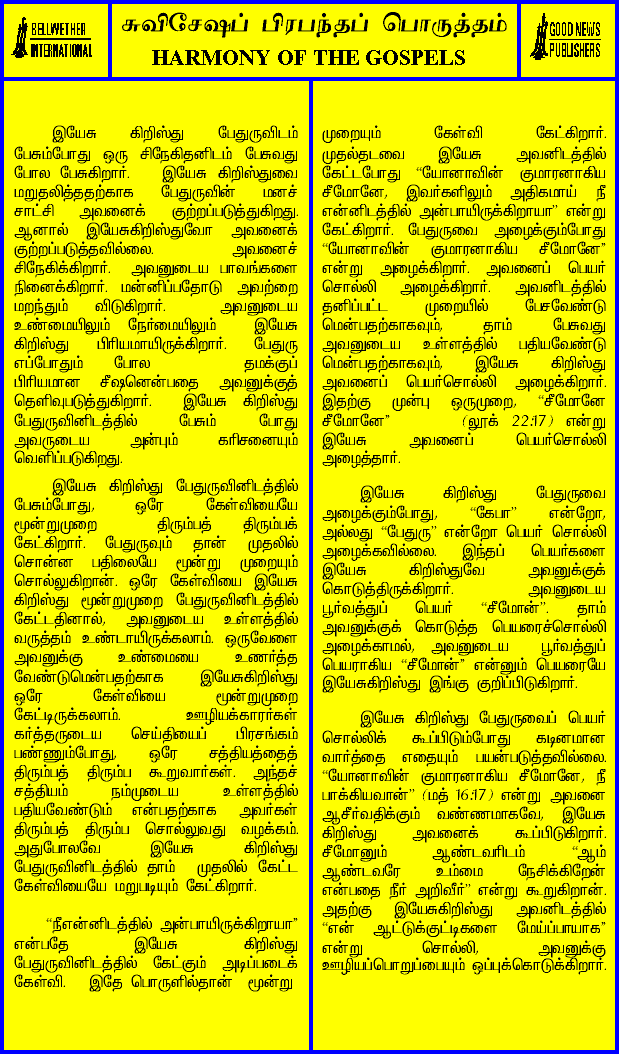 BELLWETHER
INTERNATIONAL
சுவிசேஷப் பிரபந்தப் பொருத்தம்
HARMONY OF THE GOSPELS
GOOD NEWS
PUBLISHERS
இயேசு கிறிஸ்து பேதுருவிடம்
பேசும்போது ஒரு சிநேகிதனிடம் பேசுவது
போல பேசுகிறார். இயேசு கிறிஸ்துவை
மறுதலித்ததற்காக பேதுருவின் மனச்
சாட்சி அவனைக் குற்றப்படுத்துகிறது.
ஆனால் இயேசுகிறிஸ்துவோ அவனைக்
குற்றப்படுத்தவில்லை. அவனைச்
சிநேகிக்கிறார். அவனுடைய பாவங்களை
நினைக்கிறார். மன்னிப்பதோடு அவற்றை
மறந்தும் விடுகிறார். அவனுடைய
உண்மையிலும் நேர்மையிலும் இயேசு
கிறிஸ்து பிரியமாயிருக்கிறார். பேதுரு
எப்போதும் போல தமக்குப்
பிரியமான சீஷனென்பதை அவனுக்குத்
தெளிவுபடுத்துகிறார். இயேசு கிறிஸ்து
பேதுருவினிடத்தில் பேசும் போது
அவருடைய அன்பும் கரிசனையும்
வெளிப்படுகிறது.
இயேசு கிறிஸ்து பேதுருவினிடத்தில்
பேசும்போது, ஒரே கேள்வியையே
மூன்றுமுறை திரும்பத் திரும்பக்
கேட்கிறார். பேதுருவும் தான் முதலில்
சொன்ன பதிலையே மூன்று முறையும்
சொல்லுகிறான். ஒரே கேள்வியை இயேசு
கிறிஸ்து மூன்றுமுறை பேதுருவினிடத்தில்
கேட்டதினால், அவனுடைய உள்ளத்தில்
வருத்தம் உண்டாயிருக்கலாம். ஒருவேளை
அவனுக்கு உண்மையை உணர்த்த
வேண்டுமென்பதற்காக இயேசுகிறிஸ்து
ஒரே கேள்வியை மூன்றுமுறை
கேட்டிருக்கலாம். ஊழியக்காரர்கள்
கர்த்தருடைய செய்தியைப் பிரசங்கம்
பண்ணும்போது, ஒரே சத்தியத்தைத்
திரும்பத் திரும்ப கூறுவார்கள். அந்தச்
சத்தியம் நம்முடைய உள்ளத்தில்
பதியவேண்டும் என்பதற்காக அவர்கள்
திரும்பத் திரும்ப சொல்லுவது வழக்கம்.
அதுபோலவே இயேசு கிறிஸ்து
பேதுருவினிடத்தில் தாம் முதலில் கேட்ட
கேள்வியையே மறுபடியும் கேட்கிறார்.
“நீஎன்னிடத்தில் அன்பாயிருக்கிறாயா”
என்பதே இயேசு கிறிஸ்து
பேதுருவினிடத்தில் கேட்கும் அடிப்படைக்
கேள்வி. இதே பொருளில்தான் மூன்று
முறையும் கேள்வி கேட்கிறார்.
முதல்தடவை இயேசு அவனிடத்தில்
கேட்டபோது “யோனாவின் குமாரனாகிய
சீமோனே, இவர்களிலும் அதிகமாய் நீ
என்னிடத்தில் அன்பாயிருக்கிறாயா” என்று
கேட்கிறார். பேதுருவை அழைக்கும்போது
“யோனாவின் குமாரனாகிய சீமோனே”
என்று அழைக்கிறார். அவனைப் பெயர்
சொல்லி அழைக்கிறார். அவனிடத்தில்
தனிப்பட்ட முறையில் பேசவேண்டு
மென்பதற்காகவும், தாம் பேசுவது
அவனுடைய உள்ளத்தில் பதியவேண்டு
மென்பதற்காகவும், இயேசு கிறிஸ்து
அவனைப் பெயர்சொல்லி அழைக்கிறார்.
இதற்கு முன்பு ஒருமுறை, “சீமோனே
சீமோனே” (லூக் 22:17) என்று
இயேசு அவனைப் பெயர்சொல்லி
அழைத்தார்.
இயேசு கிறிஸ்து பேதுருவை
அழைக்கும்போது, “கேபா” என்றோ,
அல்லது “பேதுரு” என்றோ பெயர் சொல்லி
அழைக்கவில்லை. இந்தப் பெயர்களை
இயேசு கிறிஸ்துவே அவனுக்குக்
கொடுத்திருக்கிறார். அவனுடைய
பூர்வத்துப் பெயர் “சீமோன்”. தாம்
அவனுக்குக் கொடுத்த பெயரைச்சொல்லி
அழைக்காமல், அவனுடைய பூர்வத்துப்
பெயராகிய “சீமோன்” என்னும் பெயரையே
இயேசுகிறிஸ்து இங்கு குறிப்பிடுகிறார்.
இயேசு கிறிஸ்து பேதுருவைப் பெயர்
சொல்லிக் கூப்பிடும்போது கடினமான
வார்த்தை எதையும் பயன்படுத்தவில்லை.
“யோனாவின் குமாரனாகிய சீமோனே, நீ
பாக்கியவான்” (மத் 16:17) என்று அவனை
ஆசீர்வதிக்கும் வண்ணமாகவே, இயேசு
கிறிஸ்து அவனைக் கூப்பிடுகிறார்.
சீமோனும் ஆண்டவரிடம் “ஆம்
ஆண்டவரே உம்மை நேசிக்கிறேன்
என்பதை நீர் அறிவீர்” என்று கூறுகிறான்.
அதற்கு இயேசுகிறிஸ்து அவனிடத்தில்
“என் ஆட்டுக்குட்டிகளை மேய்ப்பாயாக”
என்று சொல்லி, அவனுக்கு
ஊழியப்பொறுப்பையும் ஒப்புக்கொடுக்கிறார்.